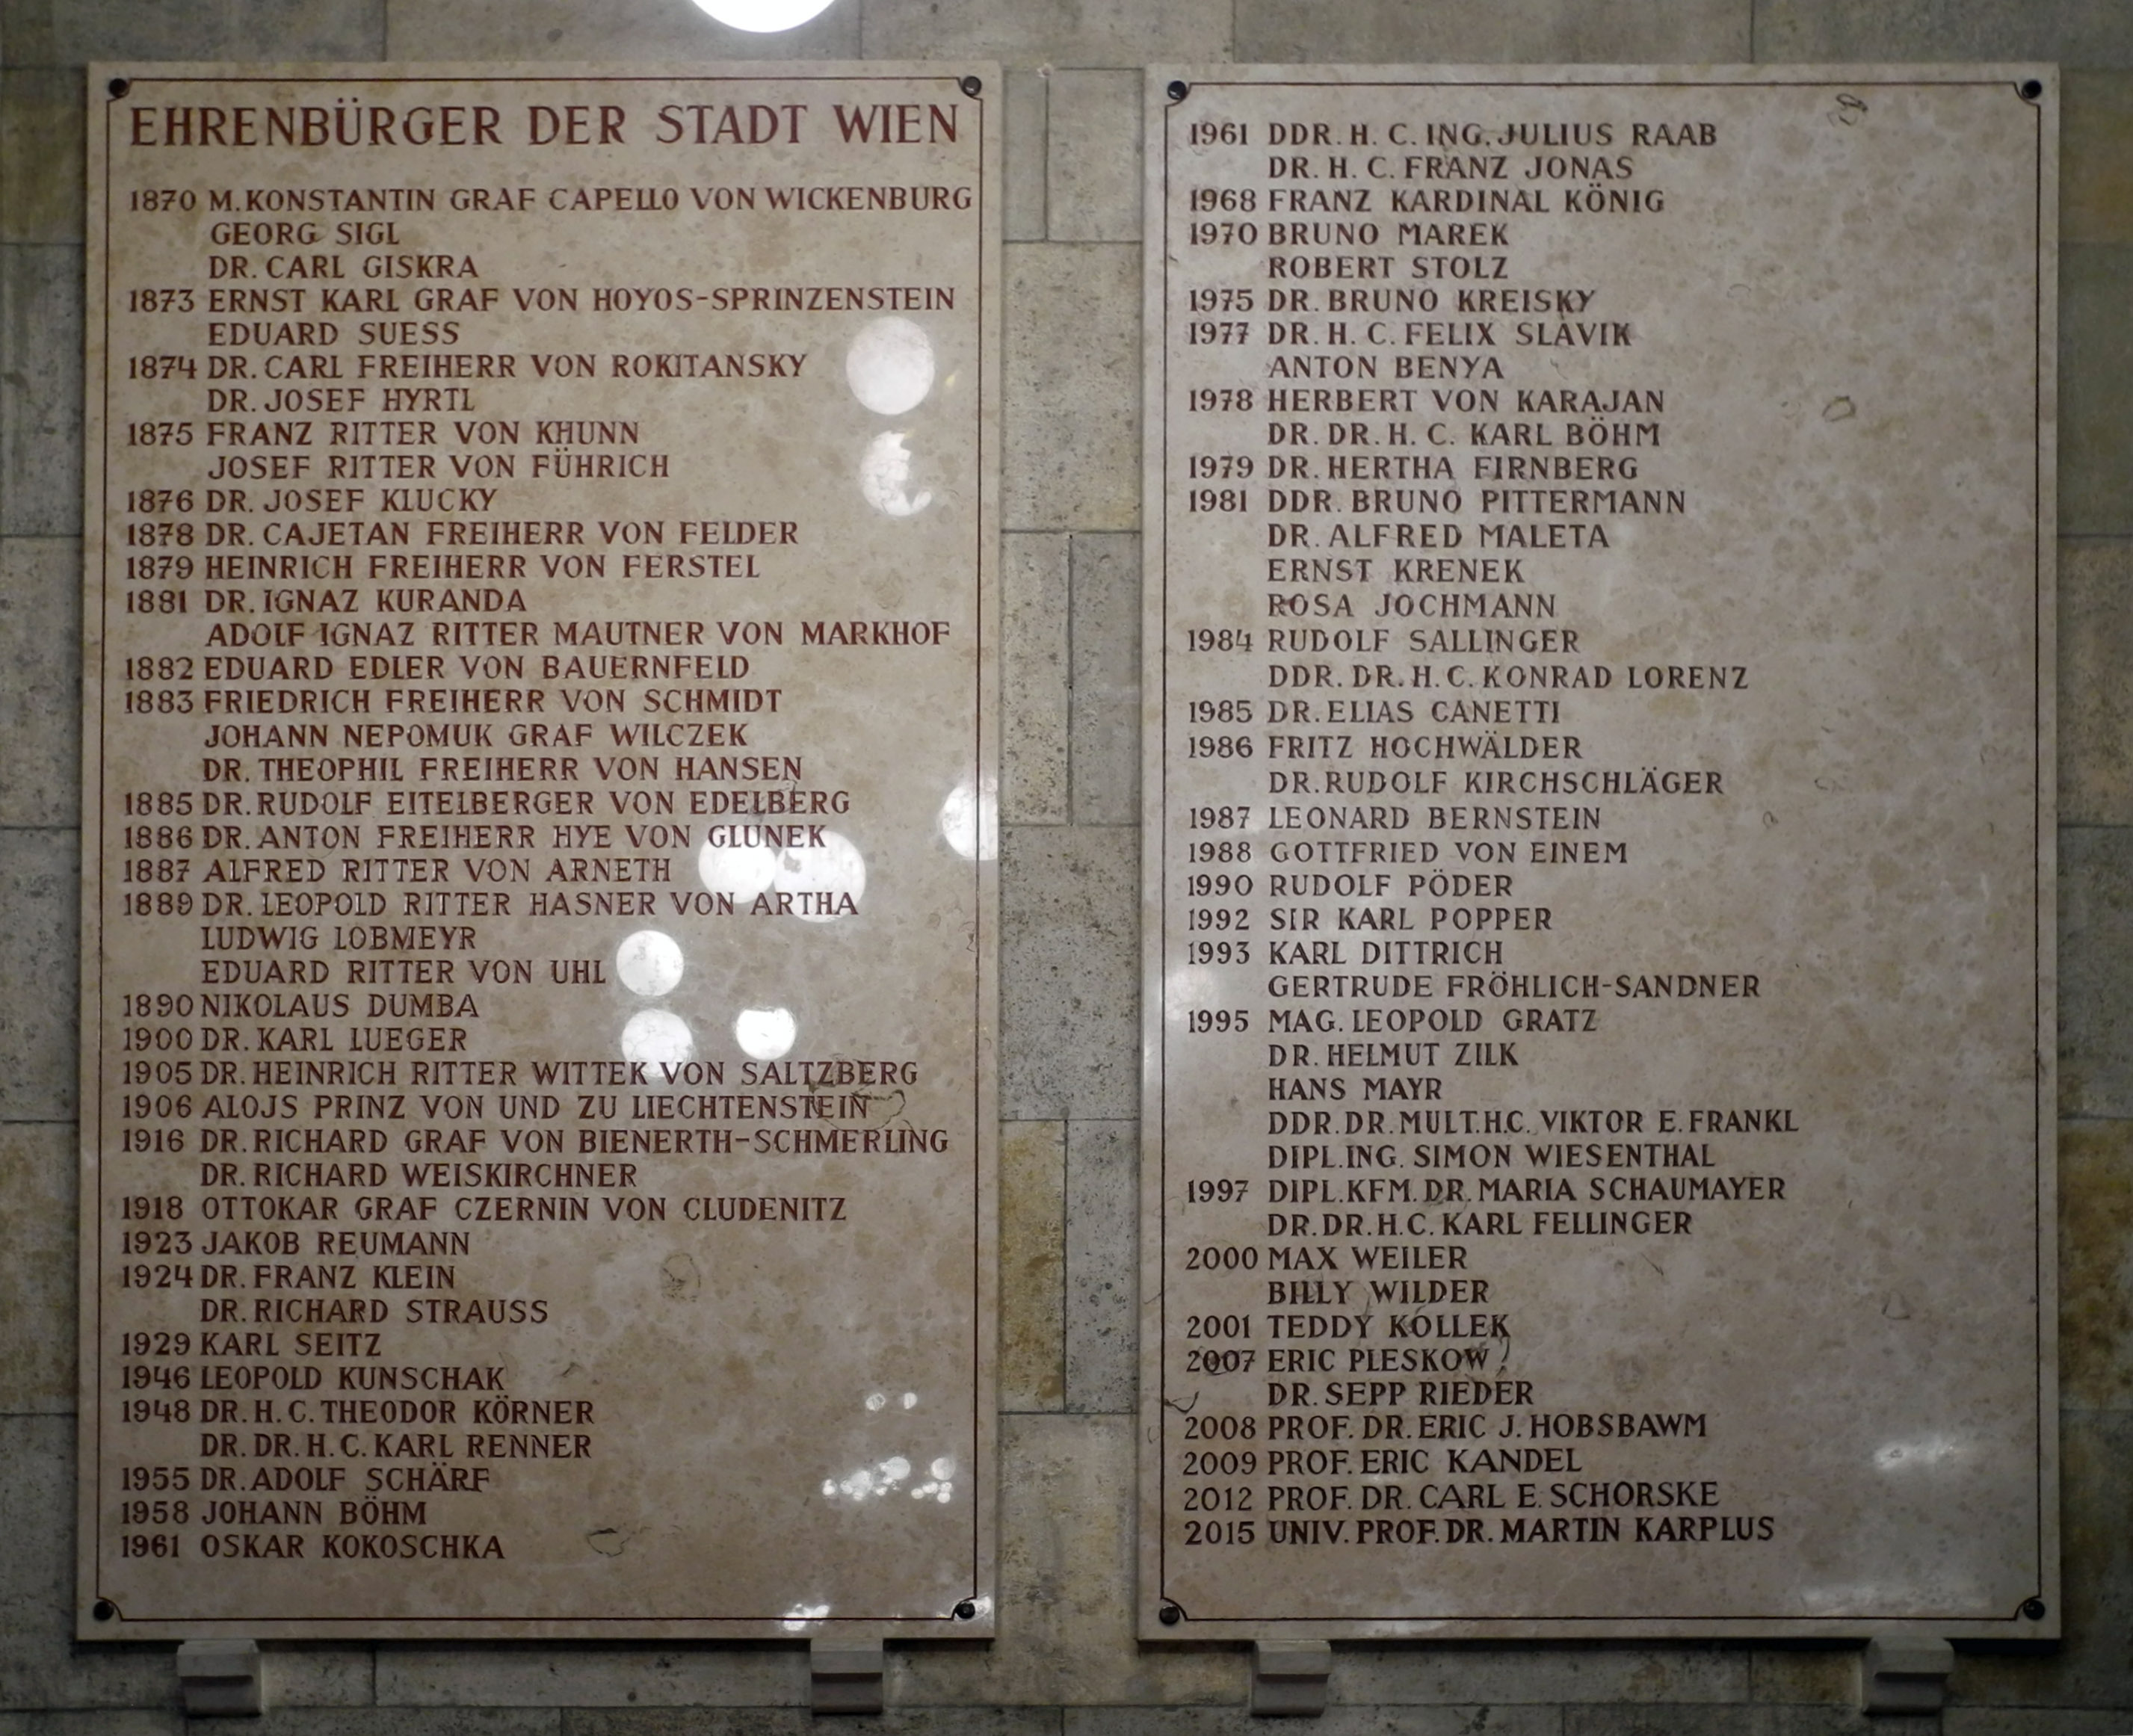 EHRENBÜRGER DER STADT WIEN
1870 M. KONSTANTIN GRAF CAPELLO VON WICKENBURG
GEORG SIGL
DR. CARL GISKRA
1873 ERNST KARL GRAF VON HOYOS-SPRINZENSTEIN
EDUARD SUESS
1874 DR. CARL FREIHERR VON ROKITANSKY
DR. JOSEF HYRTL
1875 FRANZ RITTER VON KHUNN
JOSEF RITTER VON FÜHRICH
1876 DR. JOSEF KLUCKY
1878 DR. CAJETAN FREIHERR VON FELDER
1879 HEINRICH FREIHERR VON FERSTEL
1881 DR. IGNAZ KURANDA
ADOLF IGNAZ RITTER MAUTNER VON MARKHOF
1882 EDUARD EDLER VON BAUERNFELD
1883 FRIEDRICH FREIHERR VON SCHMIDT
JOHANN NEPOMUK GRAF WILCZEK
DR. THEOPHIL FREIHERR VON HANSEN
1885 DR. RUDOLF EITELBERGER VON EDELBERG
1886 DR. ANTON FREIHERR HYE VON GLUNEK
1887 ALFRED RITTER VON ARNETH
1889 DR. LEOPOLD RITTER HASNER VON ARTHA
LUDWIG LOBMEYR
EDUARD RITTER VON UHL
1890 NIKOLAUS DUMBA
1900 DR. KARL LUEGER
1905 DR. HEINRICH RITTER WITTEK VON SALTZBERG
1906 ALOJS PRINZ VON UND ZU LIECHTENSTEIN
1916 DR. RICHARD GRAF VON BIENERTH-SCHMERLING
DR. RICHARD WEISKIRCHNER
1918 OTTOKAR GRAF CZERNIN VON CLUDENITZ
1923 JAKOB REUMANN
1924 DR. FRANZ KLEIN
DR. RICHARD STRAUSS
1929 KARL SEITZ
1946 LEOPOLD KUNSCHAK
1948 DR. H. C. THEODOR KÖRNER
DR. DR. H. C. KARL RENNER
1955 DR. ADOLF SCHÄRF
1958 JOHANN BÖHM
1961 OSKAR KOKOSCHKA
1961 DDR. H. C. ING. JULIUS RAAB
DR. H. C. FRANZ JONAS
1968 FRANZ KARDINAL KÖNIG
1970 BRUNO MAREK
ROBERT STOLZ
1975 DR. BRUNO KREISKY
1977 DR. H. C. FELIX SLAVIK
ANTON BENYA
1978 HERBERT VON KARAJAN
DR. DR. H. C. KARL BÖHM
1979 DR. HERTHA FIRNBERG
1981 DDR. BRUNO PITTERMANN
DR. ALFRED MALETA
ERNST KRENEK
ROSA JOCHMANN
1984 RUDOLF SALLINGER
DDR. DR. H. C. KONRAD LORENZ
1985 DR. ELIAS CANETTI
1986 FRITZ HOCHWÄLDER
DR. RUDOLF KIRCHSCHLÄGER
1987 LEONARD BERNSTEIN
1988 GOTTFRIED VON EINEM
1990 RUDOLF PÖDER
1992 SIR KARL POPPER
1993 KARL DITTRICH
GERTRUDE FRÖHLICH-SANDNER
1995 MAG. LEOPOLD GRATZ
DR. HELMUT ZILK
HANS MAYR
DDR. DR. MULT.H.C. VIKTOR E. FRANKL
DIPL.ING. SIMON WIESENTHAL
1997 DIPL.KFM. DR. MARIA SCHAUMAYER
DR. DR. H. C. KARL FELLINGER
2000 MAX WEILER
BILLY WILDER
2001 TEDDY KOLLEK
2007 ERIC PLESKOW
DR. SEPP RIEDER
2008 PROF. DR. ERIC J. HOBSBAWM
2009 PROF. ERIC KANDEL
2012 PROF. DR. CARL E. SCHORSKE
2015 UNIV. PROF. DR. MARTIN KARPLUS